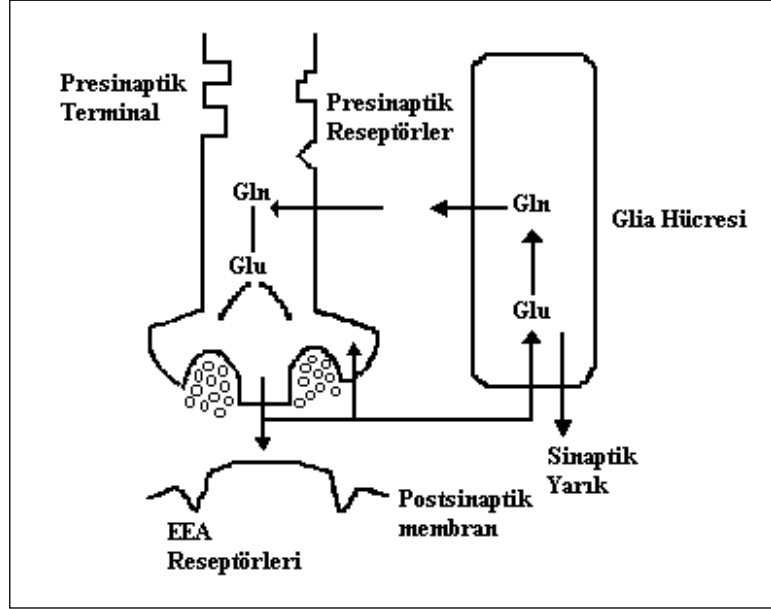 Presinaptik
Terminal
Presinaptik
Reseptörler
Gln
Glu
Gln
Glu
Glia Hücresi
Sinaptik
Yarık
EEA
Reseptörleri
Postsinaptik
membran